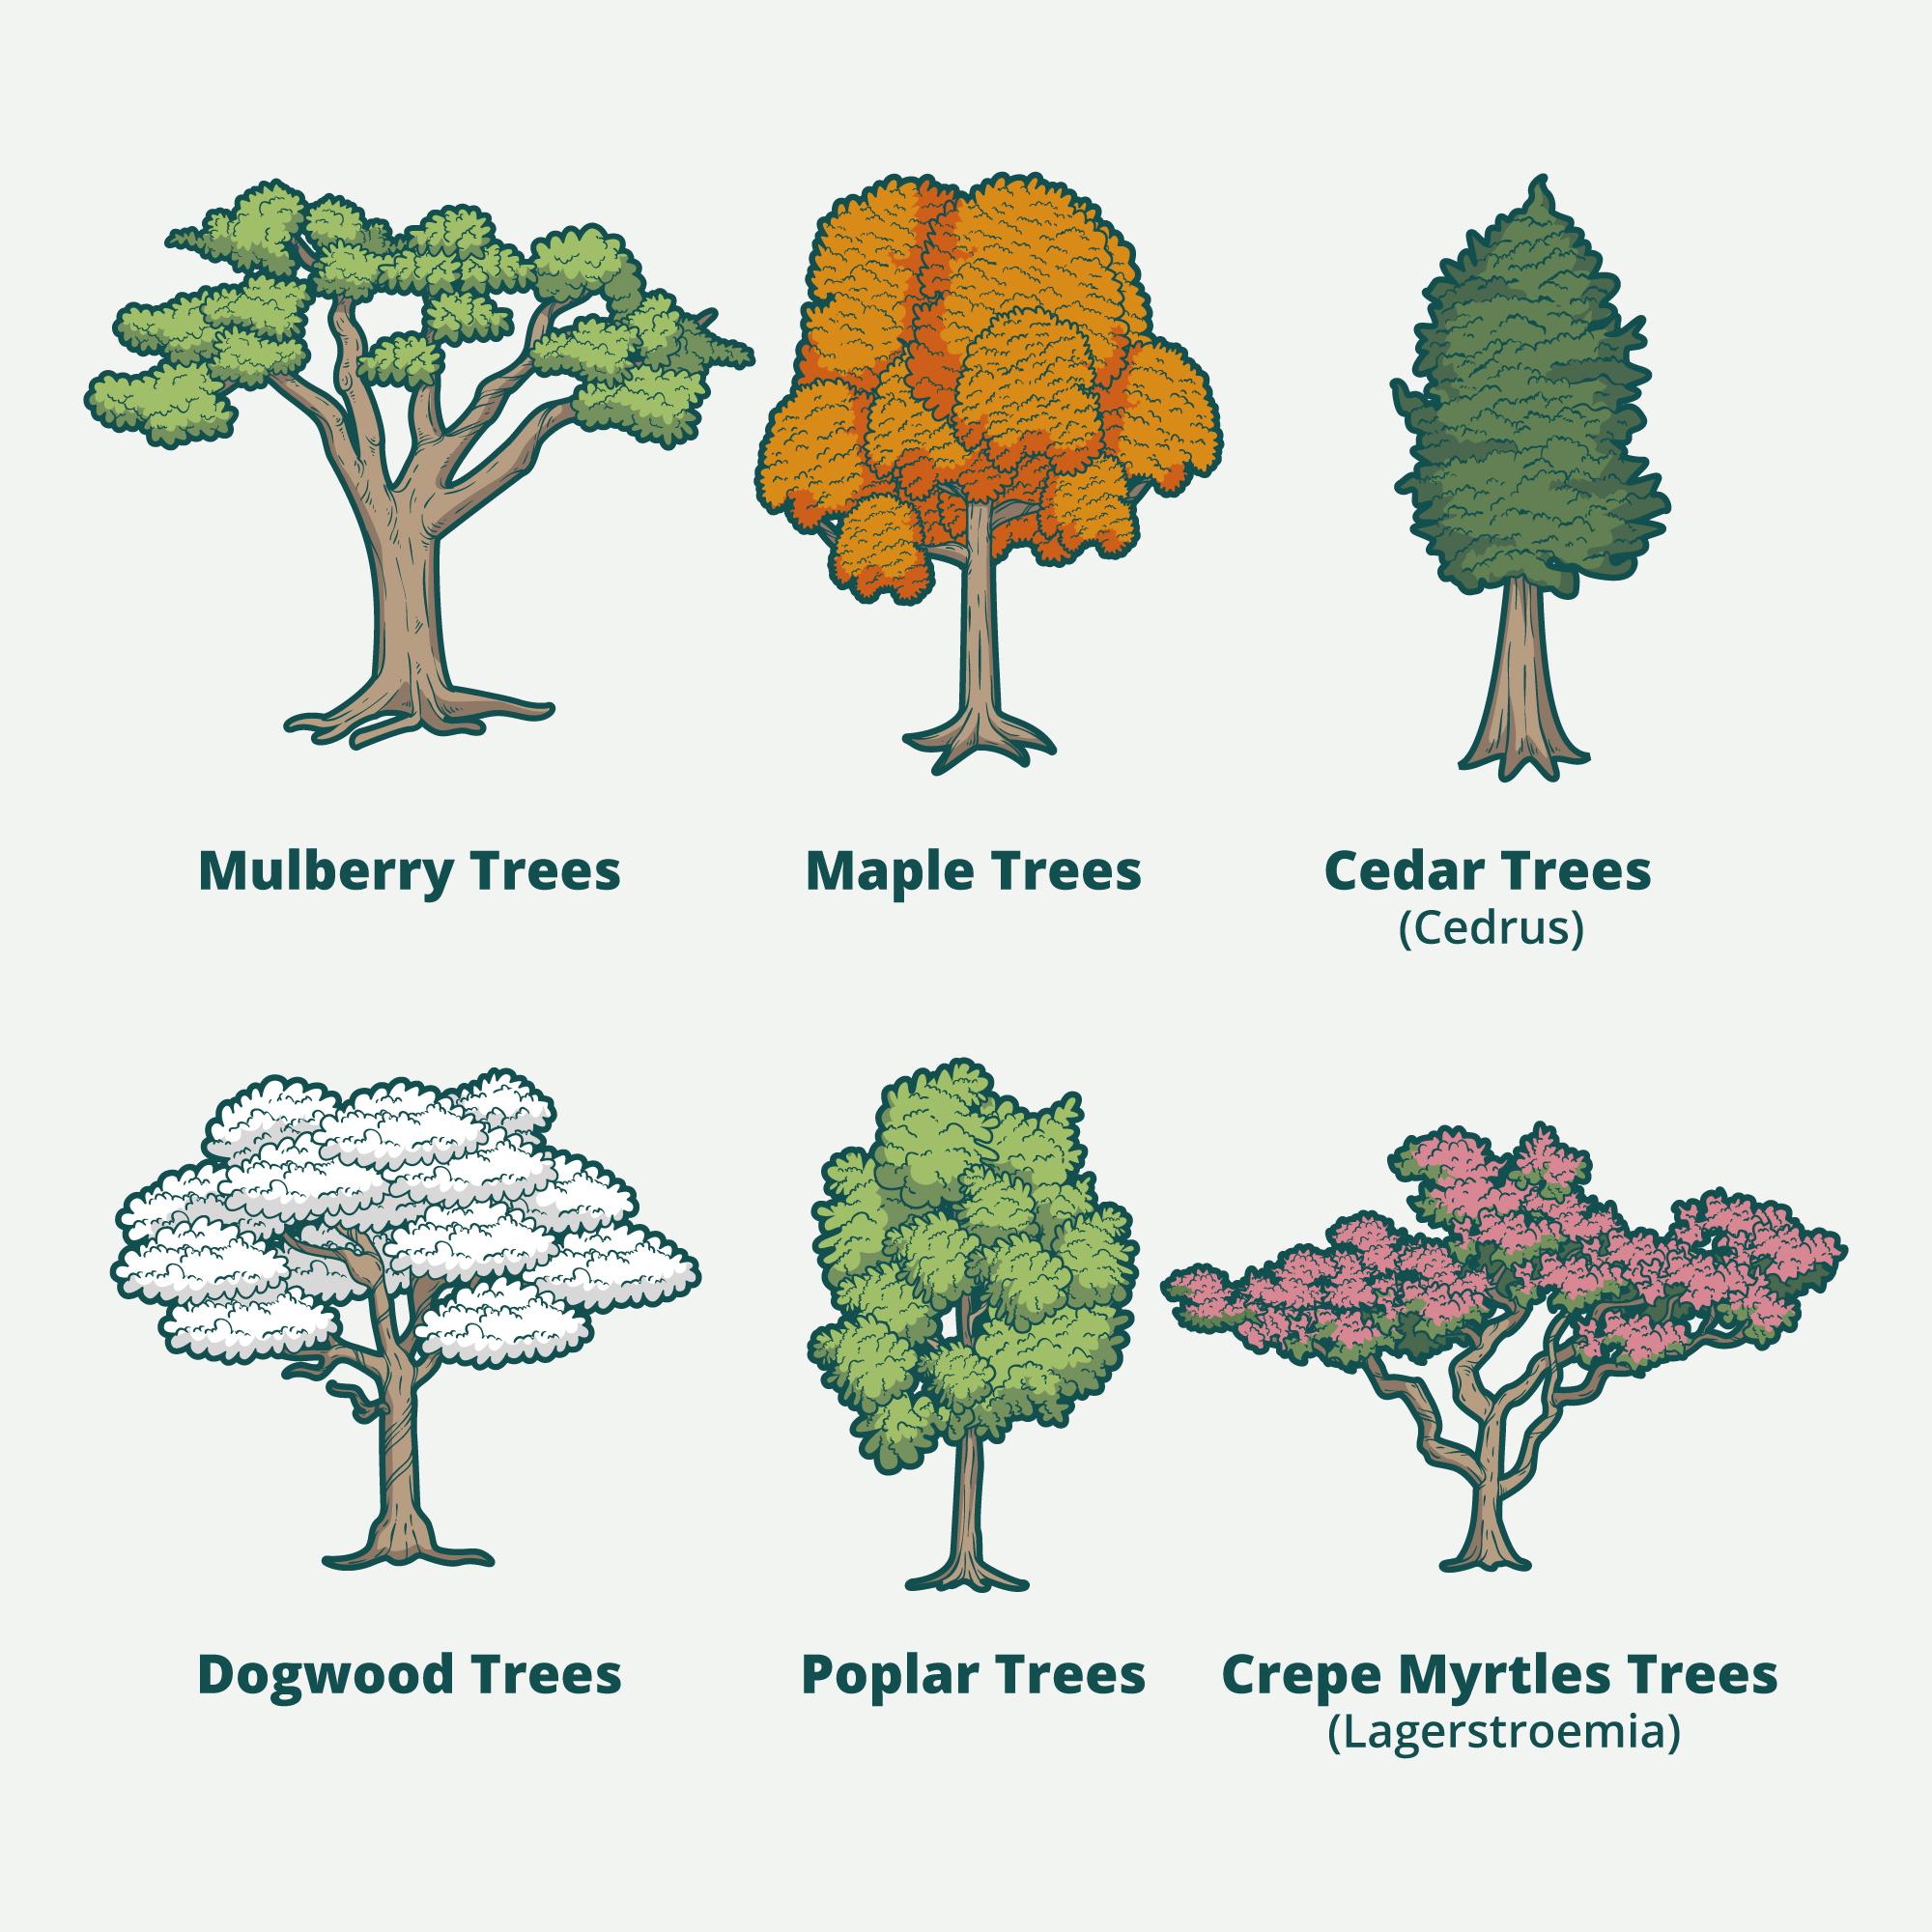 Mulberry Trees
Maple Trees
Cedar Trees
(Cedrus)
Dogwood Trees
Poplar Trees
Crepe Myrtles Trees
(Lagerstroemia)